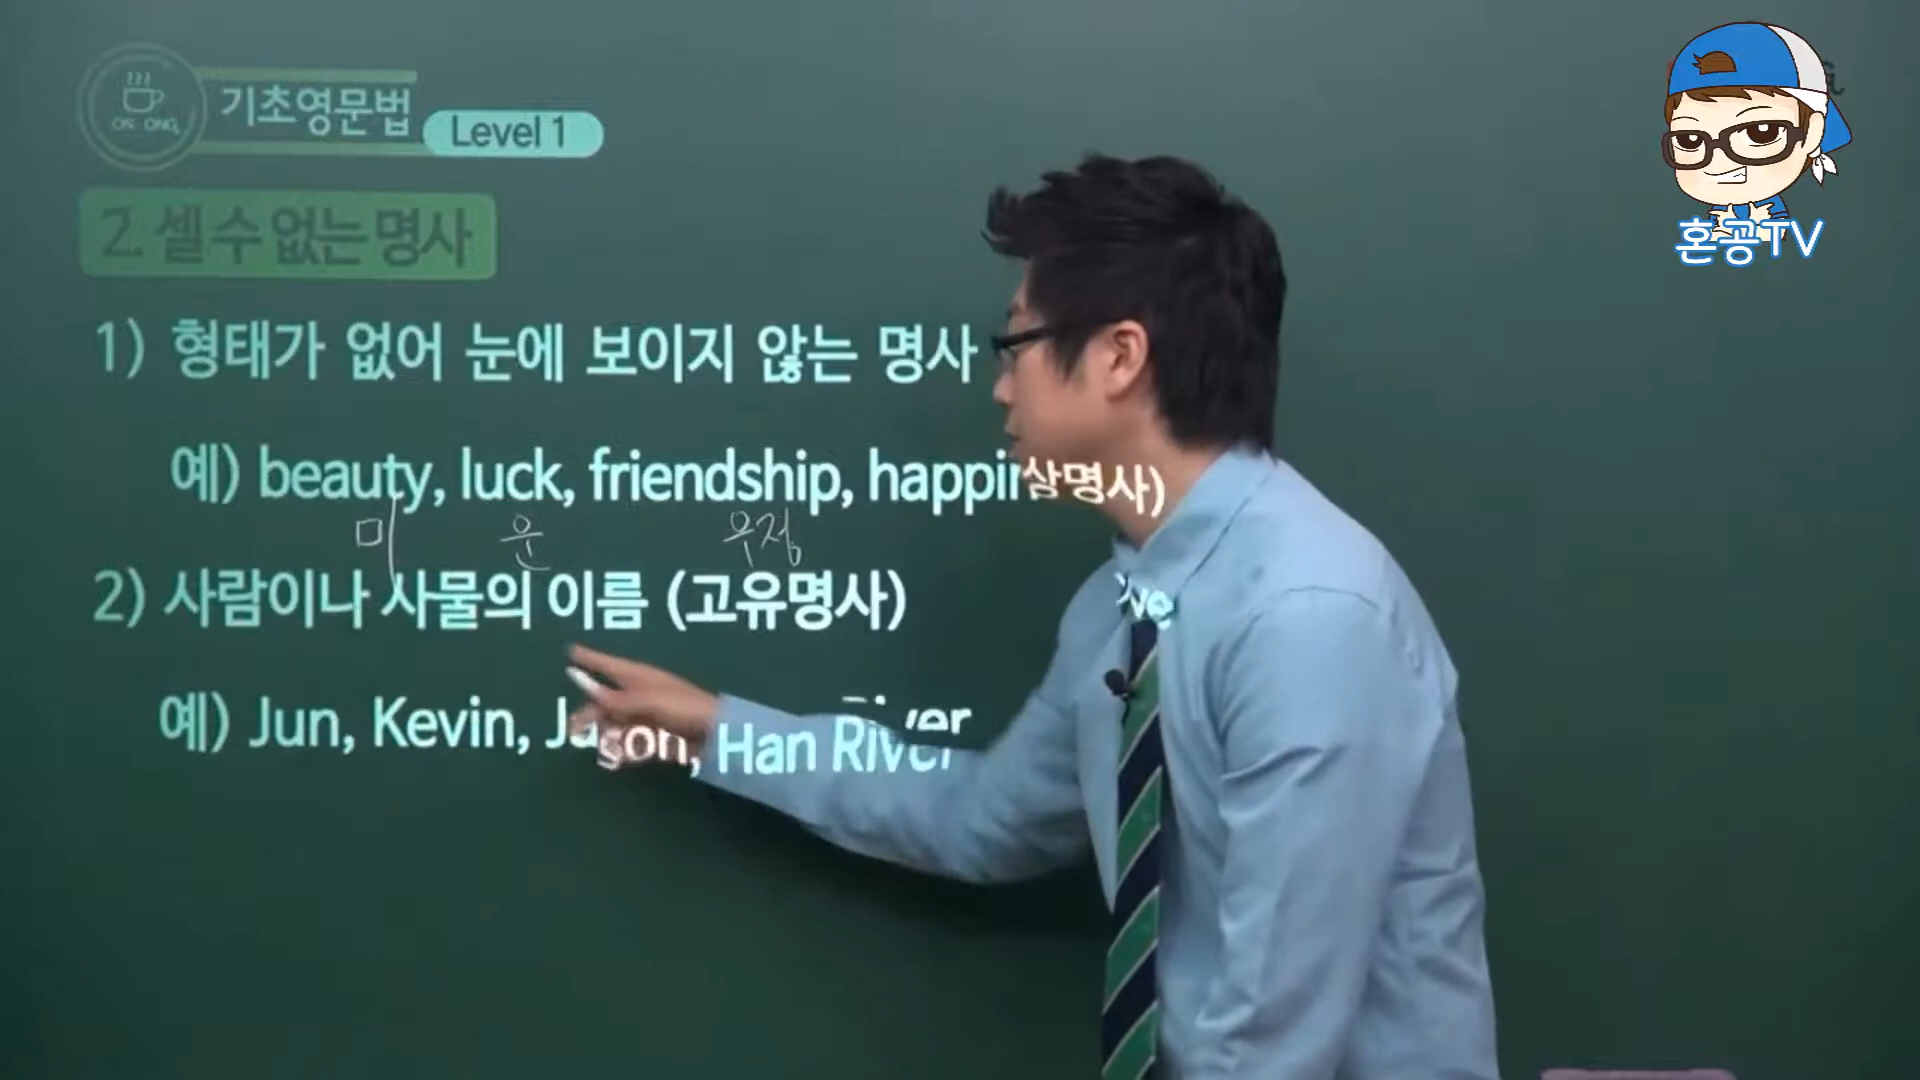 기초영문법
Level 1
혼공TV
2. 셀 수 없는 명사
1) 형태가 없어 눈에 보이지 않는 명사
상명사)
예) beauty, luck, friendship,
미 운 우정
2) 사람이나 사물의 이름 (고유명사)
예) Jun, Kevin, Jason, Han River